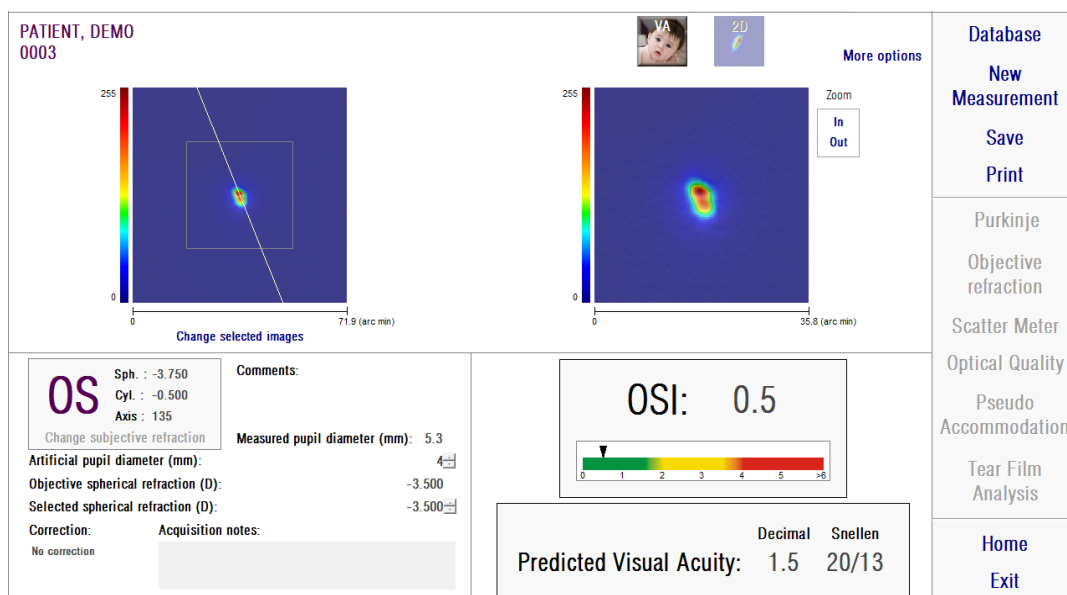 PATIENT, DEMO
0003
VA
2D
More options
255
0
0
71.9 (arc min)
Change selected images
255
0
0
35.8 (arc min)
Zoom
In
Out
OS
Sph. : -3.750
Cyl. : -0.500
Axis : 135
Change subjective refraction
Comments:
Measured pupil diameter (mm): 5.3
Artificial pupil diameter (mm): 4
Objective spherical refraction (D): -3.500
Selected spherical refraction (D): -3.500
Correction:
No correction
Acquisition notes:
OSI: 0.5
0 1 2 3 4 5 >6
Decimal Snellen
Predicted Visual Acuity: 1.5 20/13
Database
New
Measurement
Save
Print
Purkinje
Objective
refraction
Scatter Meter
Optical Quality
Pseudo
Accommodation
Tear Film
Analysis
Home
Exit